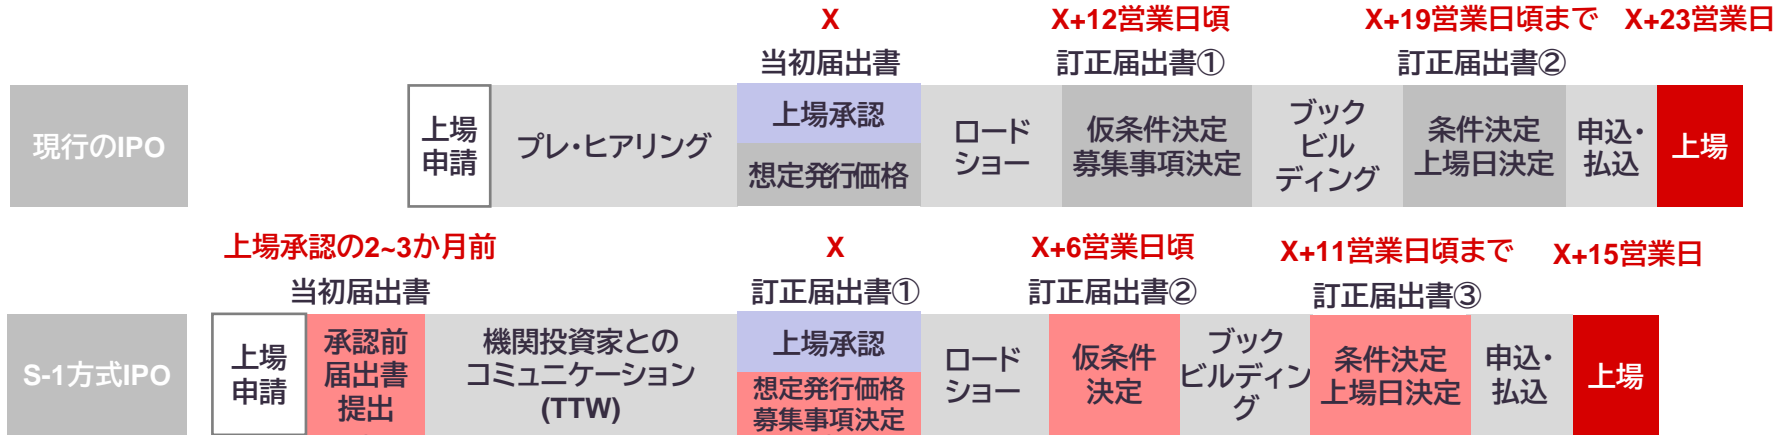 X
X+12営業日頃
X+19営業日頃まで
X+23営業日
当初届出書
訂正届出書①
訂正届出書②
現行のIPO
上場
申請
プレ・ヒアリング
上場承認
想定発行価格
ロード
ショー
仮条件決定
募集事項決定
ブック
ビル
ディング
条件決定
上場日決定
申込・
払込
上場
上場承認の2~3か月前
X
X+6営業日頃
X+11営業日頃まで
X+15営業日
当初届出書
訂正届出書①
訂正届出書②
訂正届出書③
S-1方式IPO
上場
申請
承認前
届出書
提出
機関投資家との
コミュニケーション
(TTW)
上場承認
想定発行価格
募集事項決定
ロード
ショー
仮条件
決定
ブック
ビルディン
グ
条件決定
上場日決定
申込・
払込
上場